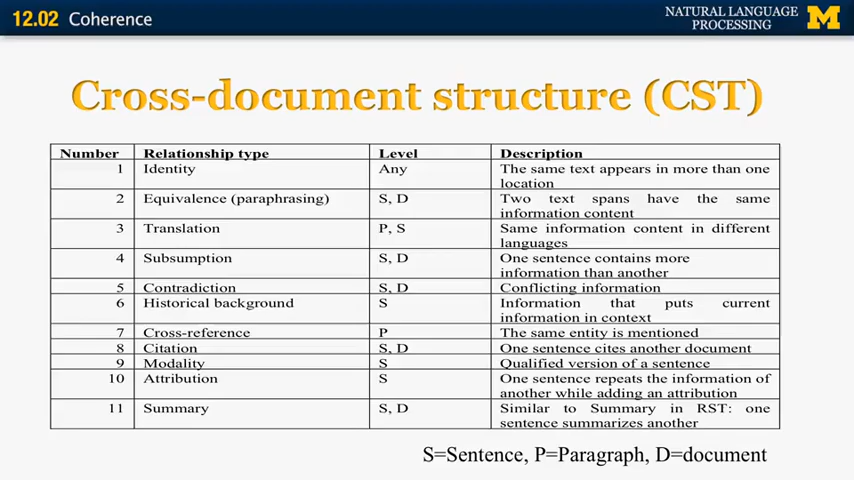 12.02 Coherence
NATURAL LANGUAGE
PROCESSING
M
Cross-document structure (CST)
Number Relationship type Level Description
1 Identity Any The same text appears in more than one
location
2 Equivalence (paraphrasing) S, D Two text spans have the same
information content
3 Translation P, S Same information content in different
languages
4 Subsumption S, D One sentence contains more
information than another
5 Contradiction S, D Conflicting information
6 Historical background S Information that puts current
information in context
7 Cross-reference P The same entity is mentioned
8 Citation S, D One sentence cites another document
9 Modality S Qualified version of a sentence
10 Attribution S One sentence repeats the information of
another while adding an attribution
11 Summary S, D Similar to Summary in RST: one
sentence summarizes another
S=Sentence, P=Paragraph, D=document